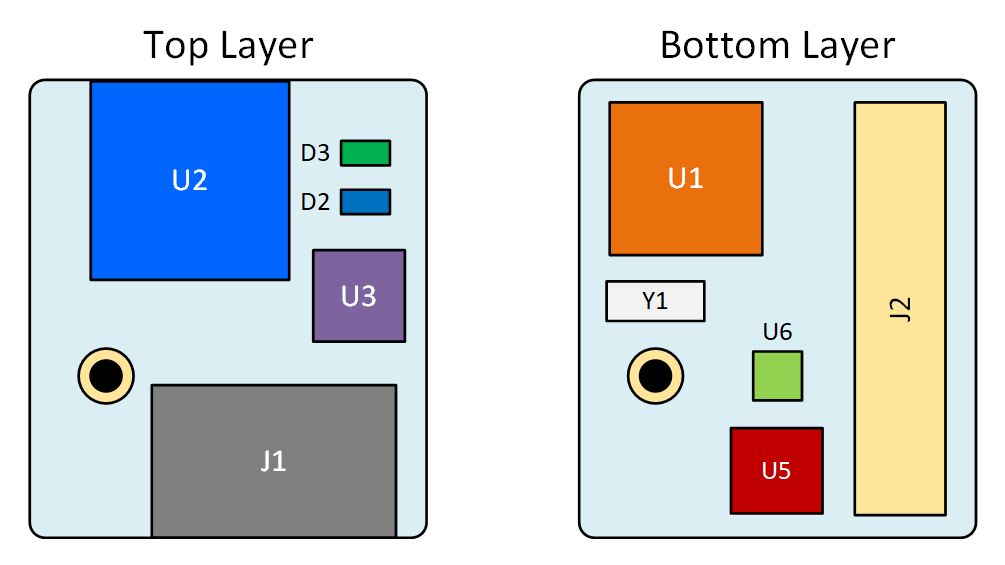 Top Layer
U2
D3
D2
U3
J1
Bottom Layer
U1
Y1
U6
U5
J2